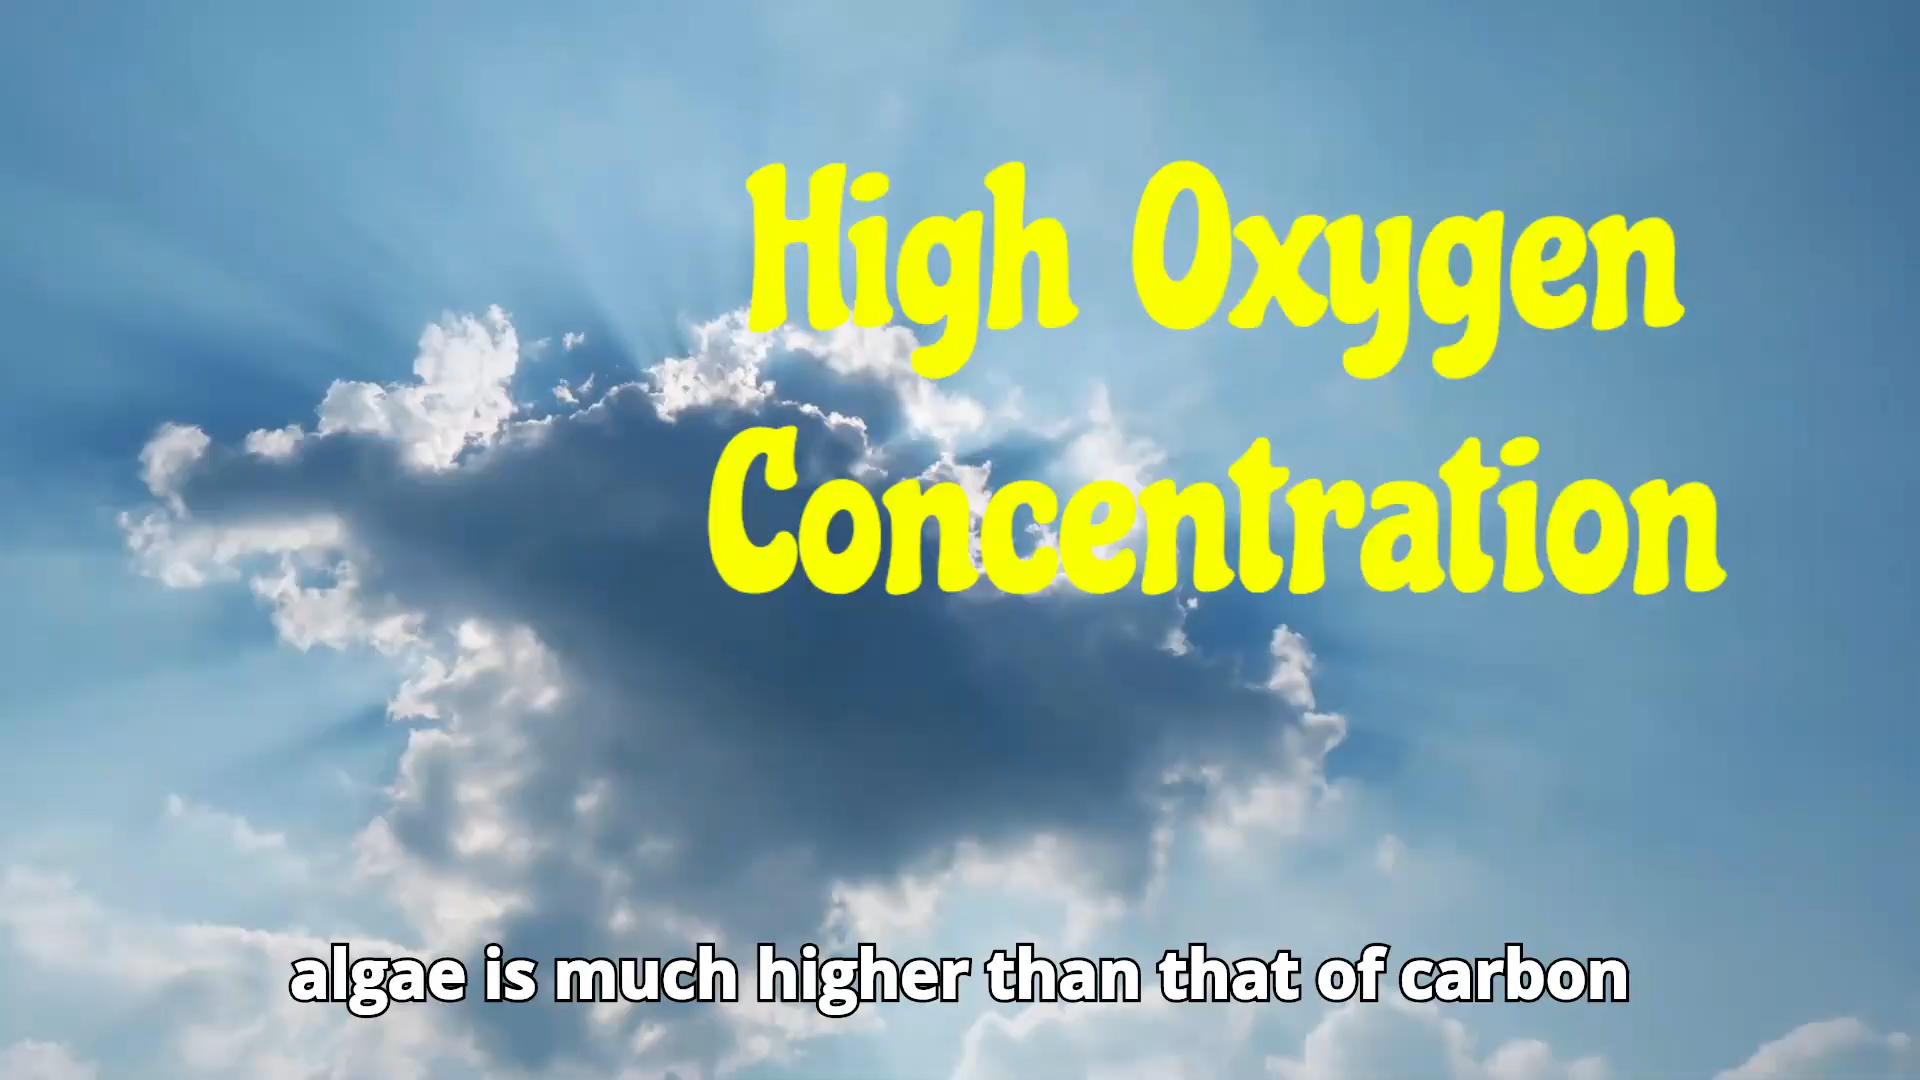 High Oxygen
Concentration
algae is much higher than that of carbon